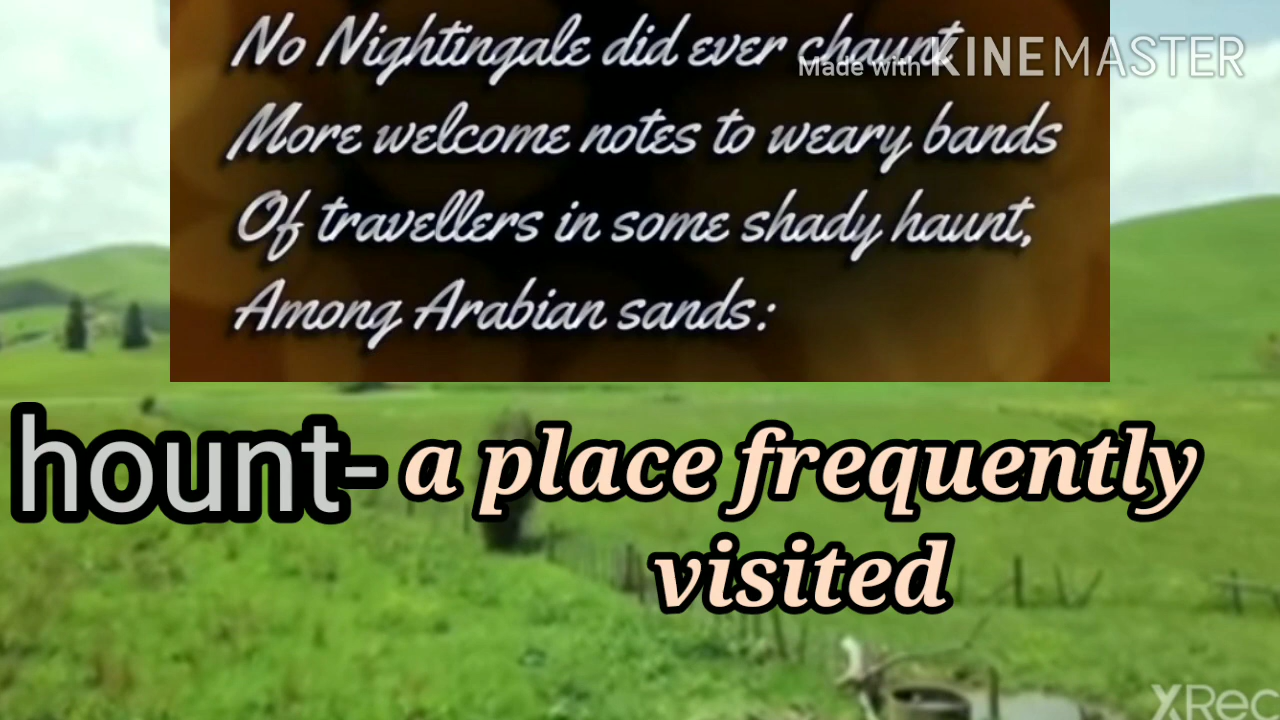 No Nightingale did ever chaunt
Made with KINEMASTER
More welcome notes to weary bands
Of travellers in some shady haunt,
Among Arabian sands:
hount- a place frequently
visited
XRec